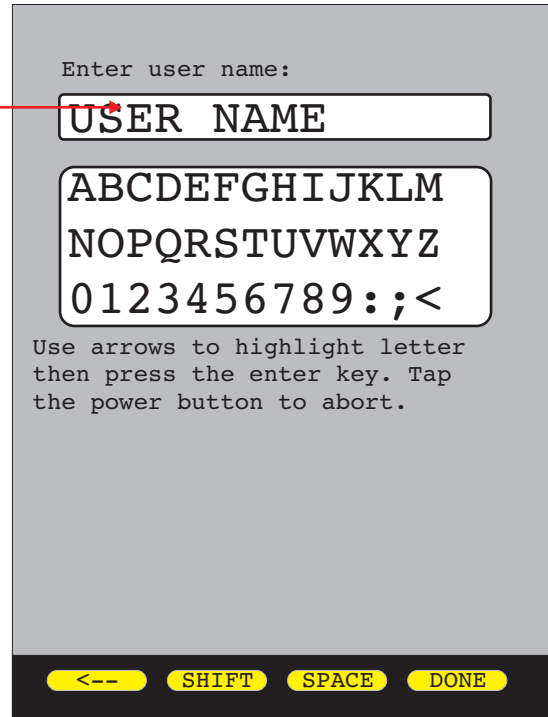 Enter user name:
USER NAME
ABCDEFGHIJKLM
NOPQRSTUVWXYZ
0123456789:;<
Use arrows to highlight letter
then press the enter key. Tap
the power button to abort.
<-- SHIFT SPACE DONE